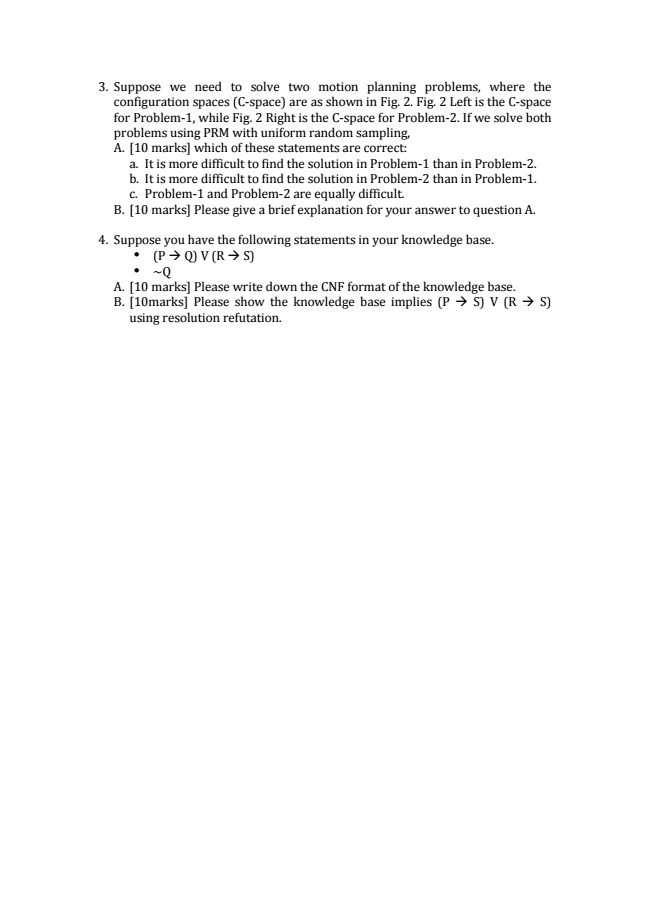 3. Suppose we need to solve two motion planning problems, where the
configuration spaces (C-space) are as shown in Fig. 2. Fig. 2 Left is the C-space
for Problem-1, while Fig. 2 Right is the C-space for Problem-2. If we solve both
problems using PRM with uniform random sampling,
A. [10 marks] which of these statements are correct:
a. It is more difficult to find the solution in Problem-1 than in Problem-2.
b. It is more difficult to find the solution in Problem-2 than in Problem-1.
c. Problem-1 and Problem-2 are equally difficult.
B. [10 marks] Please give a brief explanation for your answer to question A.
4. Suppose you have the following statements in your knowledge base.
• (P → Q) V (R → S)
• ~Q
A. [10 marks] Please write down the CNF format of the knowledge base.
B. [10marks] Please show the knowledge base implies (P → S) V (R → S)
using resolution refutation.